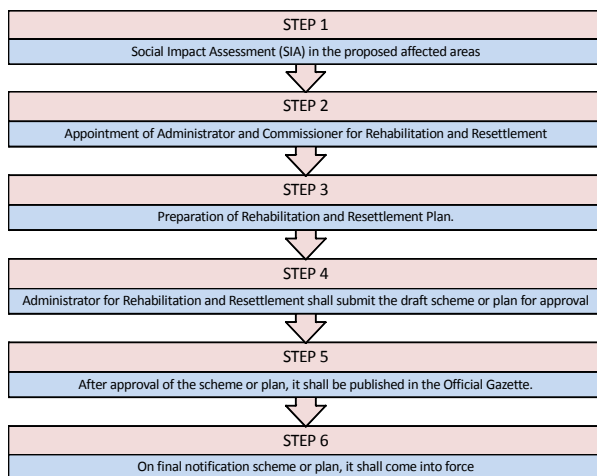 STEP 1
Social Impact Assessment (SIA) in the proposed affected areas
STEP 2
Appointment of Administrator and Commissioner for Rehabilitation and Resettlement
STEP 3
Preparation of Rehabilitation and Resettlement Plan.
STEP 4
Administrator for Rehabilitation and Resettlement shall submit the draft scheme or plan for approval
STEP 5
After approval of the scheme or plan, it shall be published in the Official Gazette.
STEP 6
On final notification scheme or plan, it shall come into force